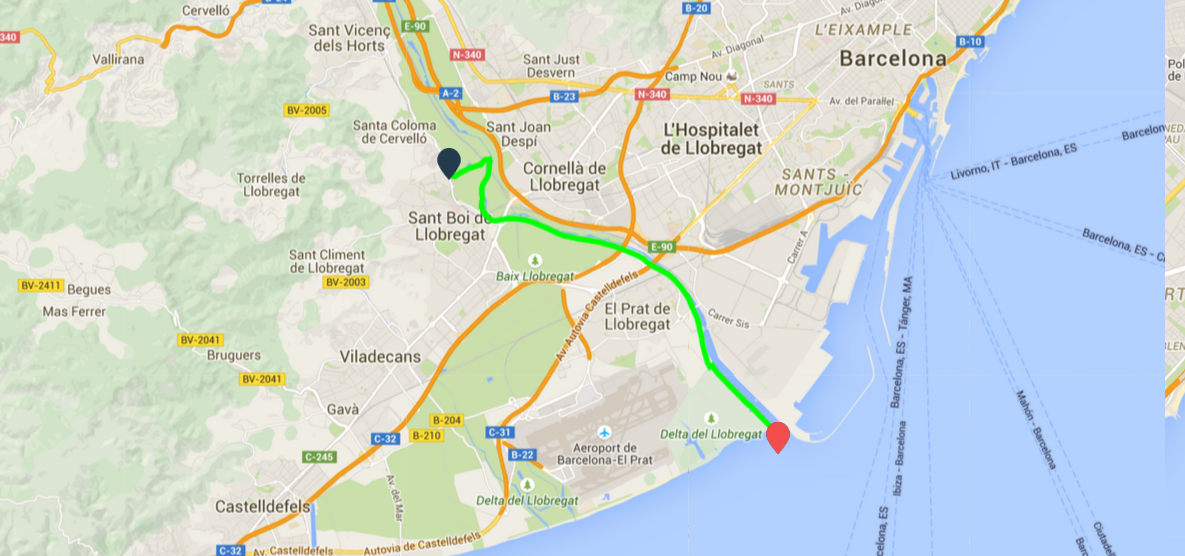 Cervelló
B-20
Av. Diagonal
L'EIXAMPLE
340
Sant Vicenç
dels Horts
E-90
N-340
Av. Diagonal
B-10
Barcelona
Vallirana
Sant Just
Desvern
Camp Nou
SANTS
A-2
B-23
N-340
N-340
Av. del Paral·lel
BV-2005
Santa Coloma
de Cervelló
Sant Joan
Despí
L'Hospitalet
de Llobregat
Barcelon
Livorno, IT - Barcelona, ES
Cornellà de
Llobregat
SANTS -
MONTJUÏC
Torrelles de
Llobregat
Sant Boi de
Llobregat
Barcelona, ES - C
E-90
Carrer A
Sant Climent
de Llobregat
Baix Llobregat
BV-2003
BV-2411
Begues
Mas Ferrer
Av. Autovia Castelldefels
El Prat de
Llobregat
Carrer Sis
Barcelona, ES - Tánger, MA
BV-2041
Bruguers
Viladecans
BV-2041
Gavà
B-204
B-210
C-31
C-32
Delta del Llobregat
Mahón - Barcelona
Ibiza - Barcelona
B-22
Aeroport de
Barcelona-El Prat
C-245
Delta del Llobregat
Castelldefels
Av. del Mar
celona, ES
Ciutade
Barc
C-32
Av. Castelldefels
Autovia de Castelldefels